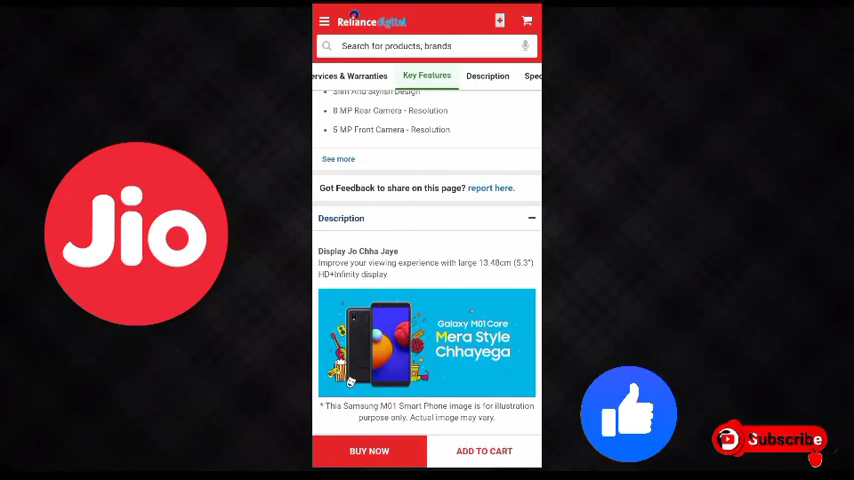 Reliance digital
Search for products, brands
ervices & Warranties Key Features Description Spec
Slim And Stylish Design
8 MP Rear Camera - Resolution
5 MP Front Camera - Resolution
See more
Got Feedback to share on this page? report here.
Description
Display Jo Chha Jaye
Improve your viewing experience with large 13.48cm (5.3")
HD+Infinity display
Galaxy M01 Core
Mera Style
Chhayega
* This Samsung M01 Smart Phone image is for illustration
purpose only. Actual image may vary.
BUY NOW ADD TO CART
Jio
Subscribe